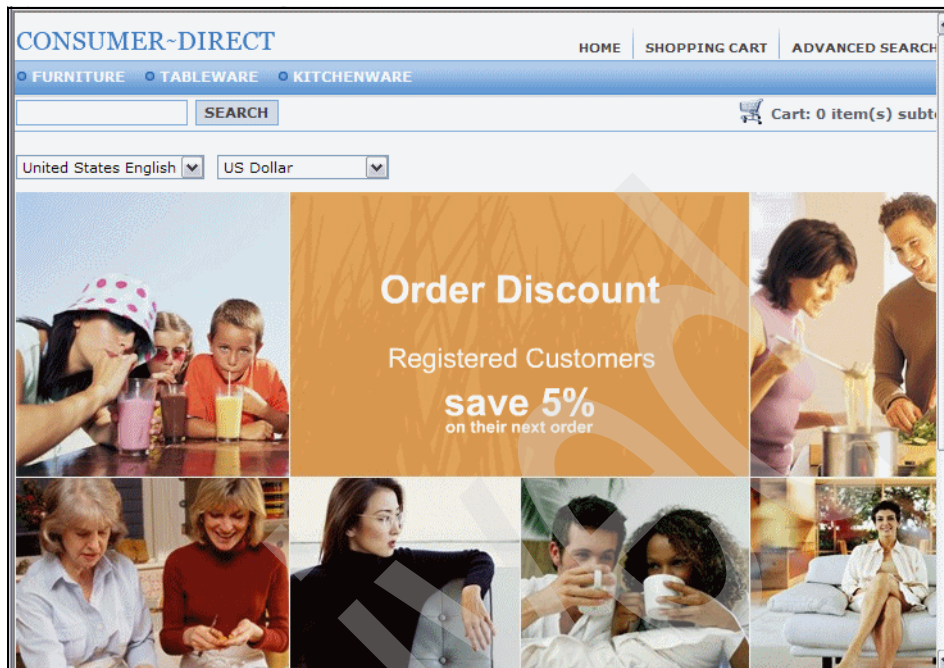 CONSUMER~DIRECT
HOME SHOPPING CART ADVANCED SEARCH
FURNITURE TABLEWARE KITCHENWARE
SEARCH Cart: 0 item(s)
United States English US Dollar
Order Discount
Registered Customers
save 5%
on their next order